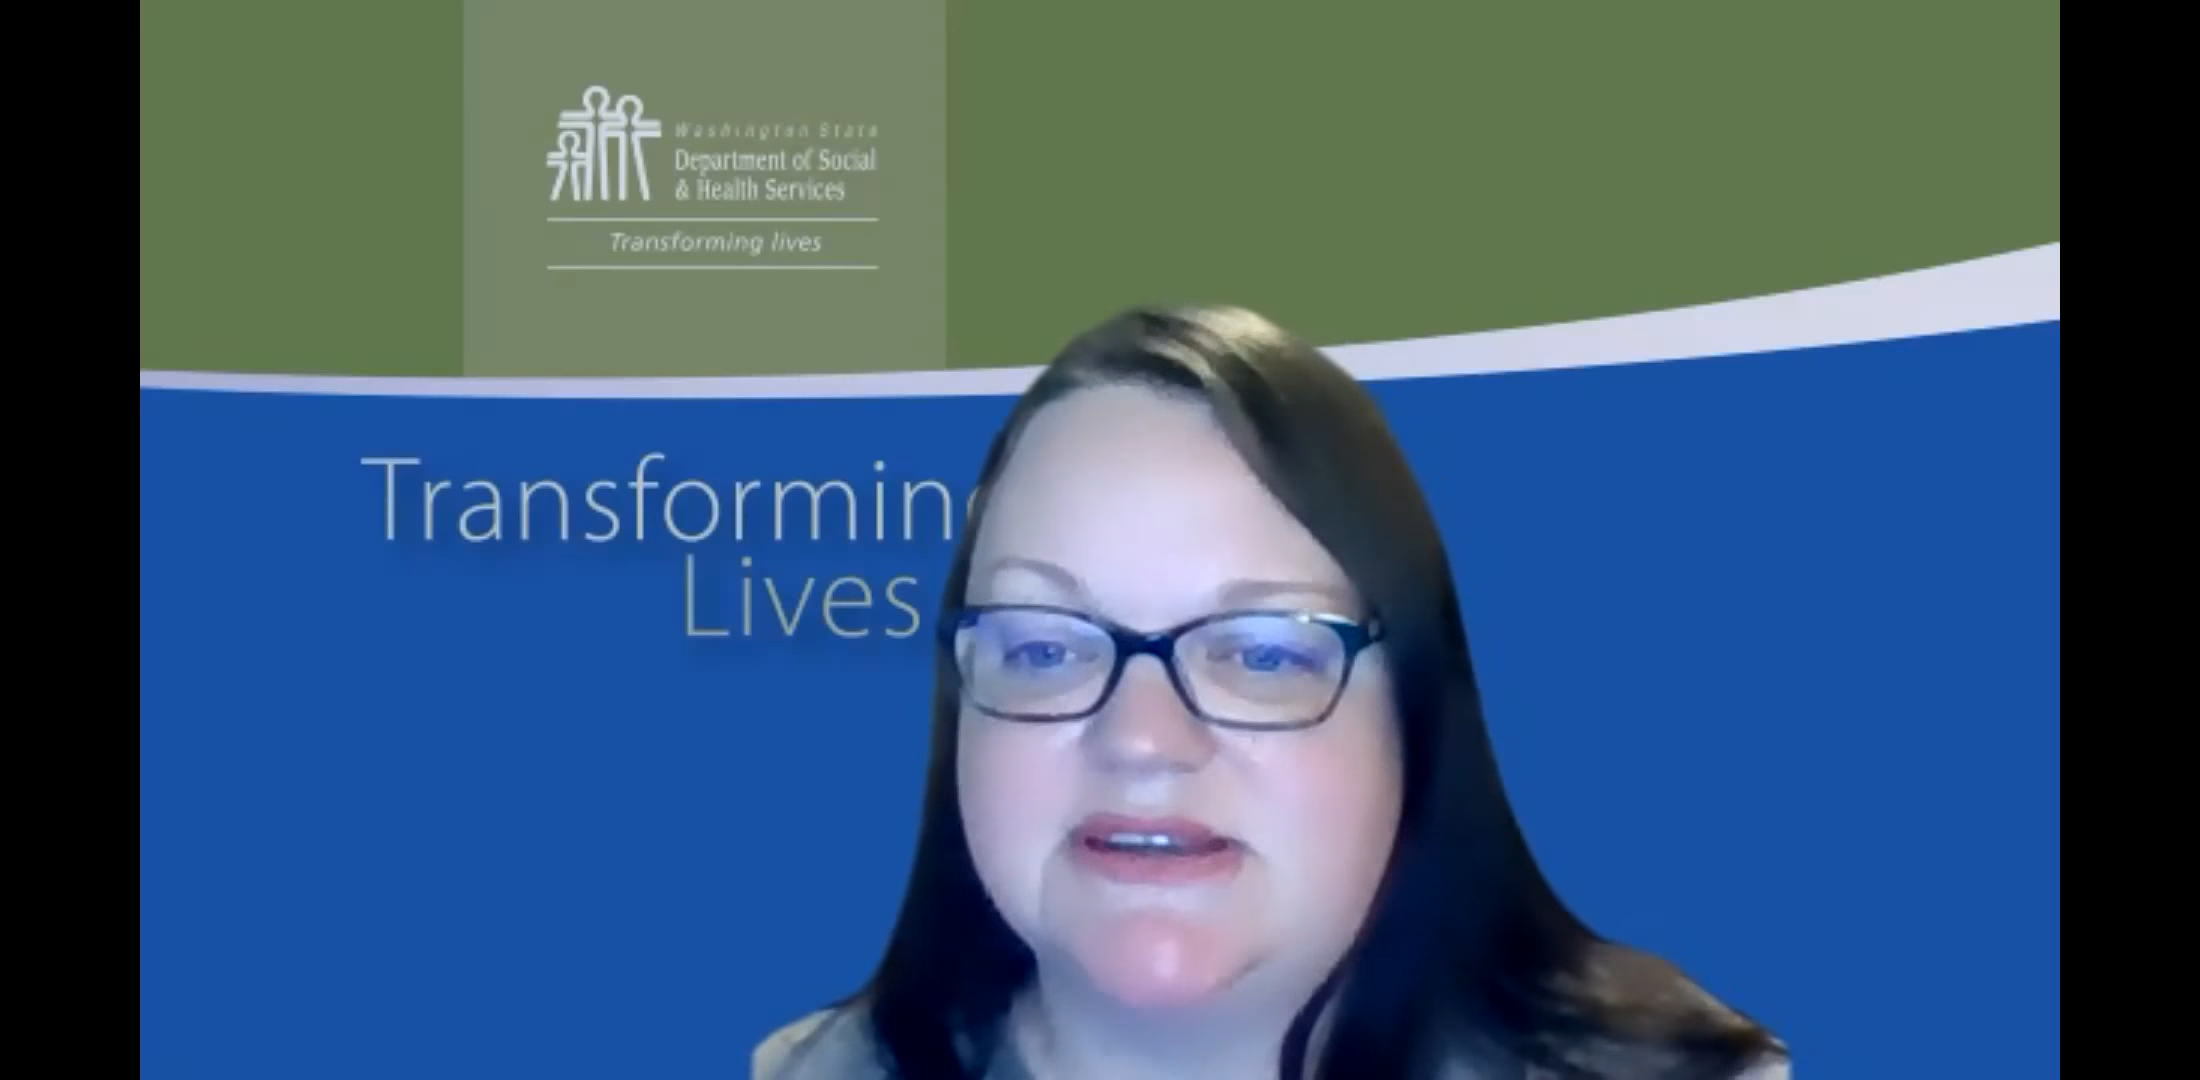 Washington State
Department of Social
& Health Services
Transforming lives
Transformin
Lives